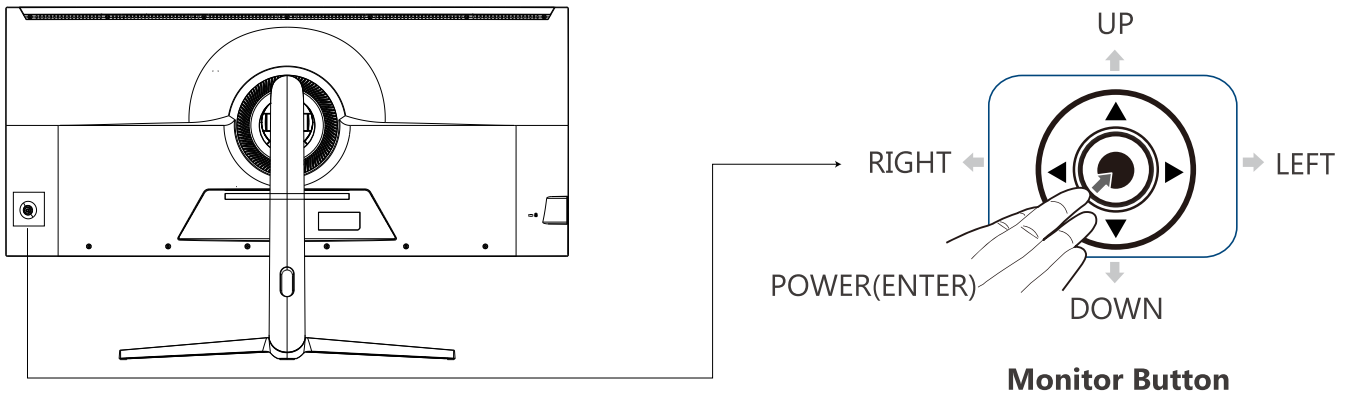 UP
RIGHT
LEFT
POWER(ENTER)
DOWN
Monitor Button